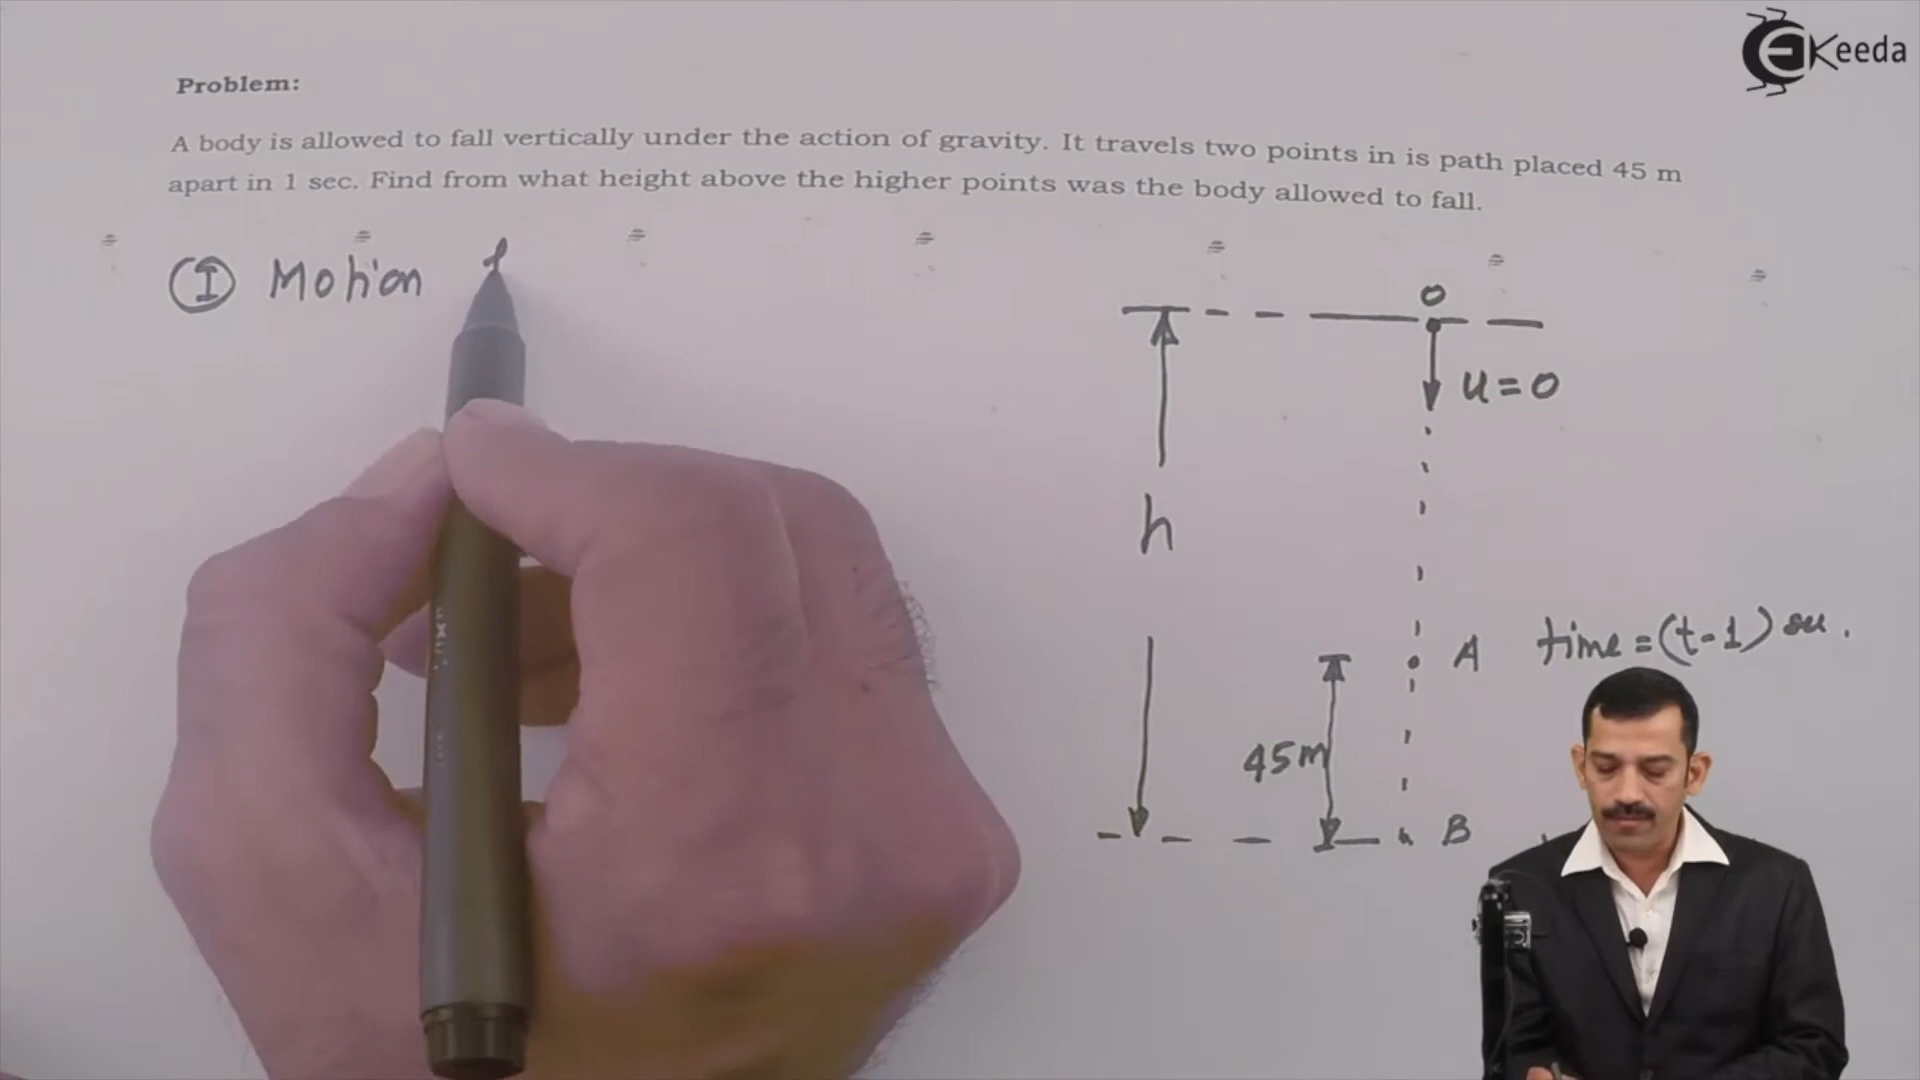 EKeeda
Problem:
A body is allowed to fall vertically under the action of gravity. It travels two points in is path placed 45 m
apart in 1 sec. Find from what height above the higher points was the body allowed to fall.
I Motion f
O
u=0
h
A time=(t-1) sec.
45m
B